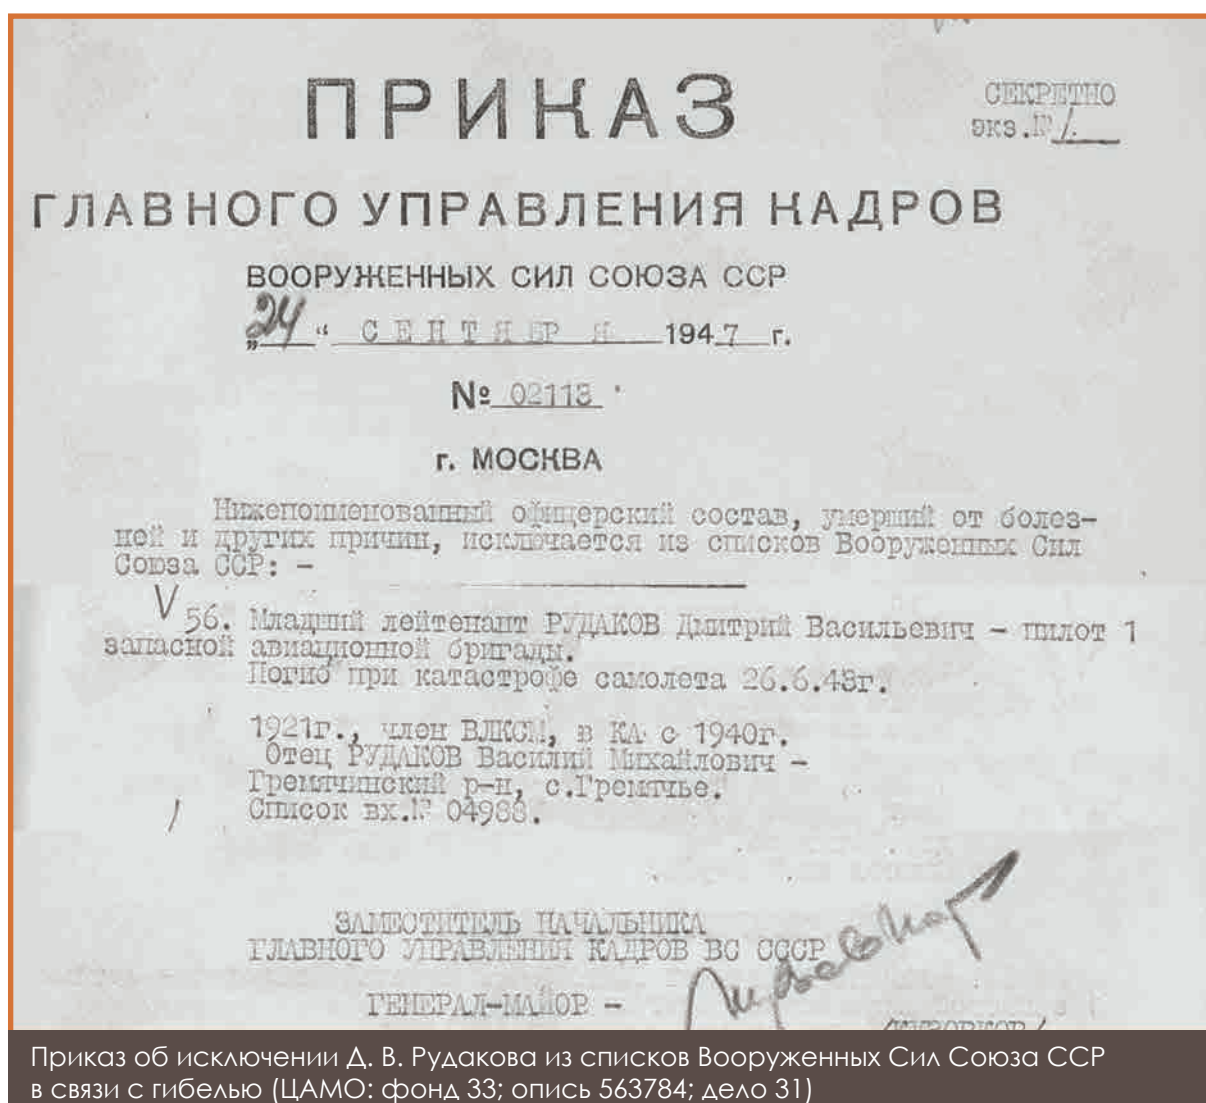 ПРИКАЗ
СЕКРЕТНО
экз.№ 1.
ГЛАВНОГО УПРАВЛЕНИЯ КАДРОВ
ВООРУЖЕННЫХ СИЛ СОЮЗА ССР
„24“ СЕНТЯБРЯ 1947 г.
№ 02113
г. МОСКВА
Нижепоименованный офицерский состав, умерший от болез-
ней и других причин, исключается из списков Вооруженных Сил
Союза ССР: -
V 56. Младший лейтенант РУДАКОВ Дмитрий Васильевич - пилот 1
запасной авиационной бригады.
Погиб при катастрофе самолета 26.6.43г.
1921г., член ВЛКСМ, в КА с 1940г.
Отец РУДАКОВ Василий Михайлович -
Гремяченский р-н, с.Гремячье.
Список вх.№ 04988.
ЗАМЕСТИТЕЛЬ НАЧАЛЬНИКА
ГЛАВНОГО УПРАВЛЕНИЯ КАДРОВ ВС СССР
ГЕНЕРАЛ-МАЙОР -
Приказ об исключении Д. В. Рудакова из списков Вооруженных Сил Союза ССР
в связи с гибелью (ЦАМО: фонд 33; опись 563784; дело 31)